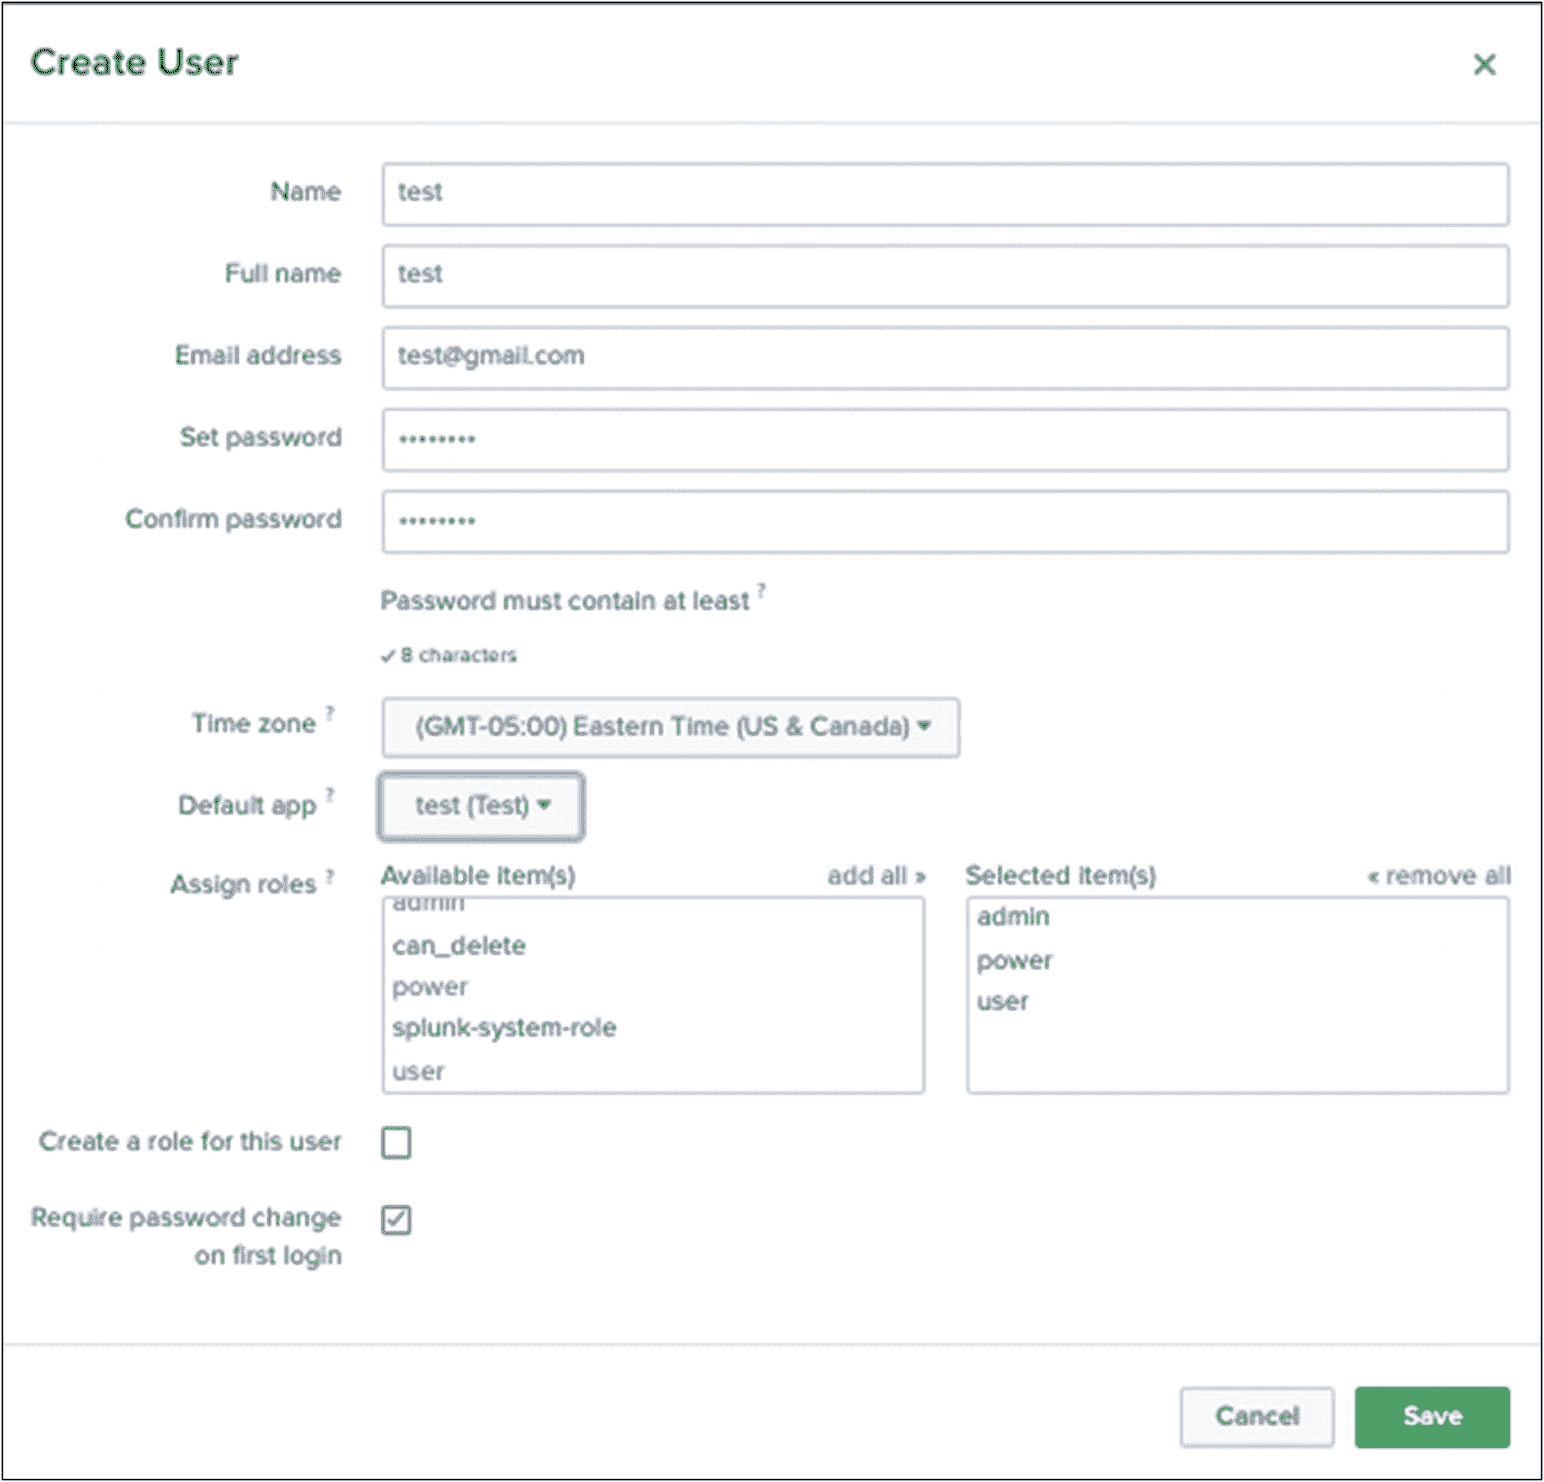 Create User ×
Name test
Full name test
Email address test@gmail.com
Set password ••••••••
Confirm password ••••••••
Password must contain at least ?
✓ 8 characters
Time zone ? (GMT-05:00) Eastern Time (US & Canada) ▾
Default app ? test (Test) ▾
Assign roles ? Available item(s) add all » Selected item(s) « remove all
admin admin
can_delete power
power user
splunk-system-role
user
Create a role for this user
Require password change
on first login
Cancel Save